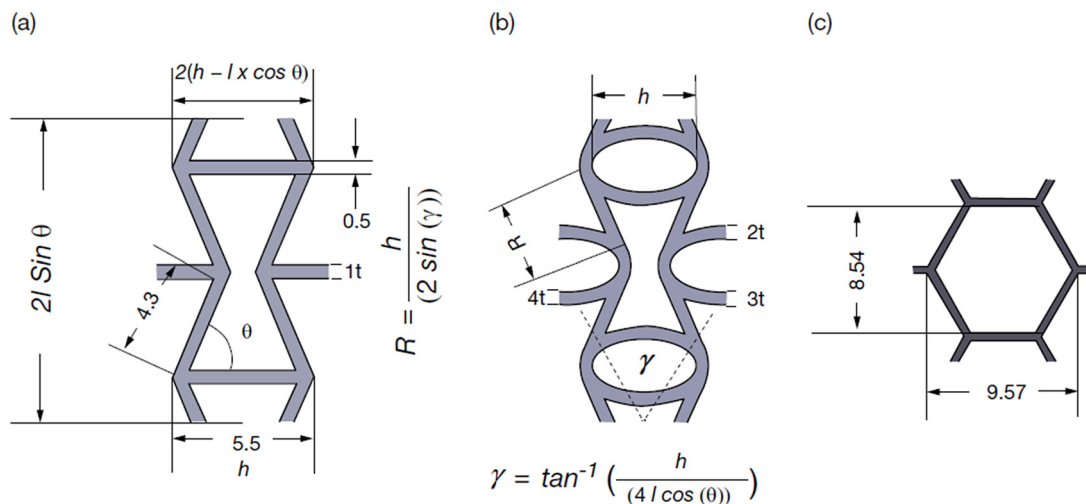 (a)
2(h – l x cos θ)
2l Sin θ
0.5
1t
4.3
θ
5.5
h
R = h / (2 sin (γ))
(b)
h
R
2t
4t
3t
γ
γ = tan⁻¹ ( h / (4 l cos (θ)) )
(c)
8.54
9.57